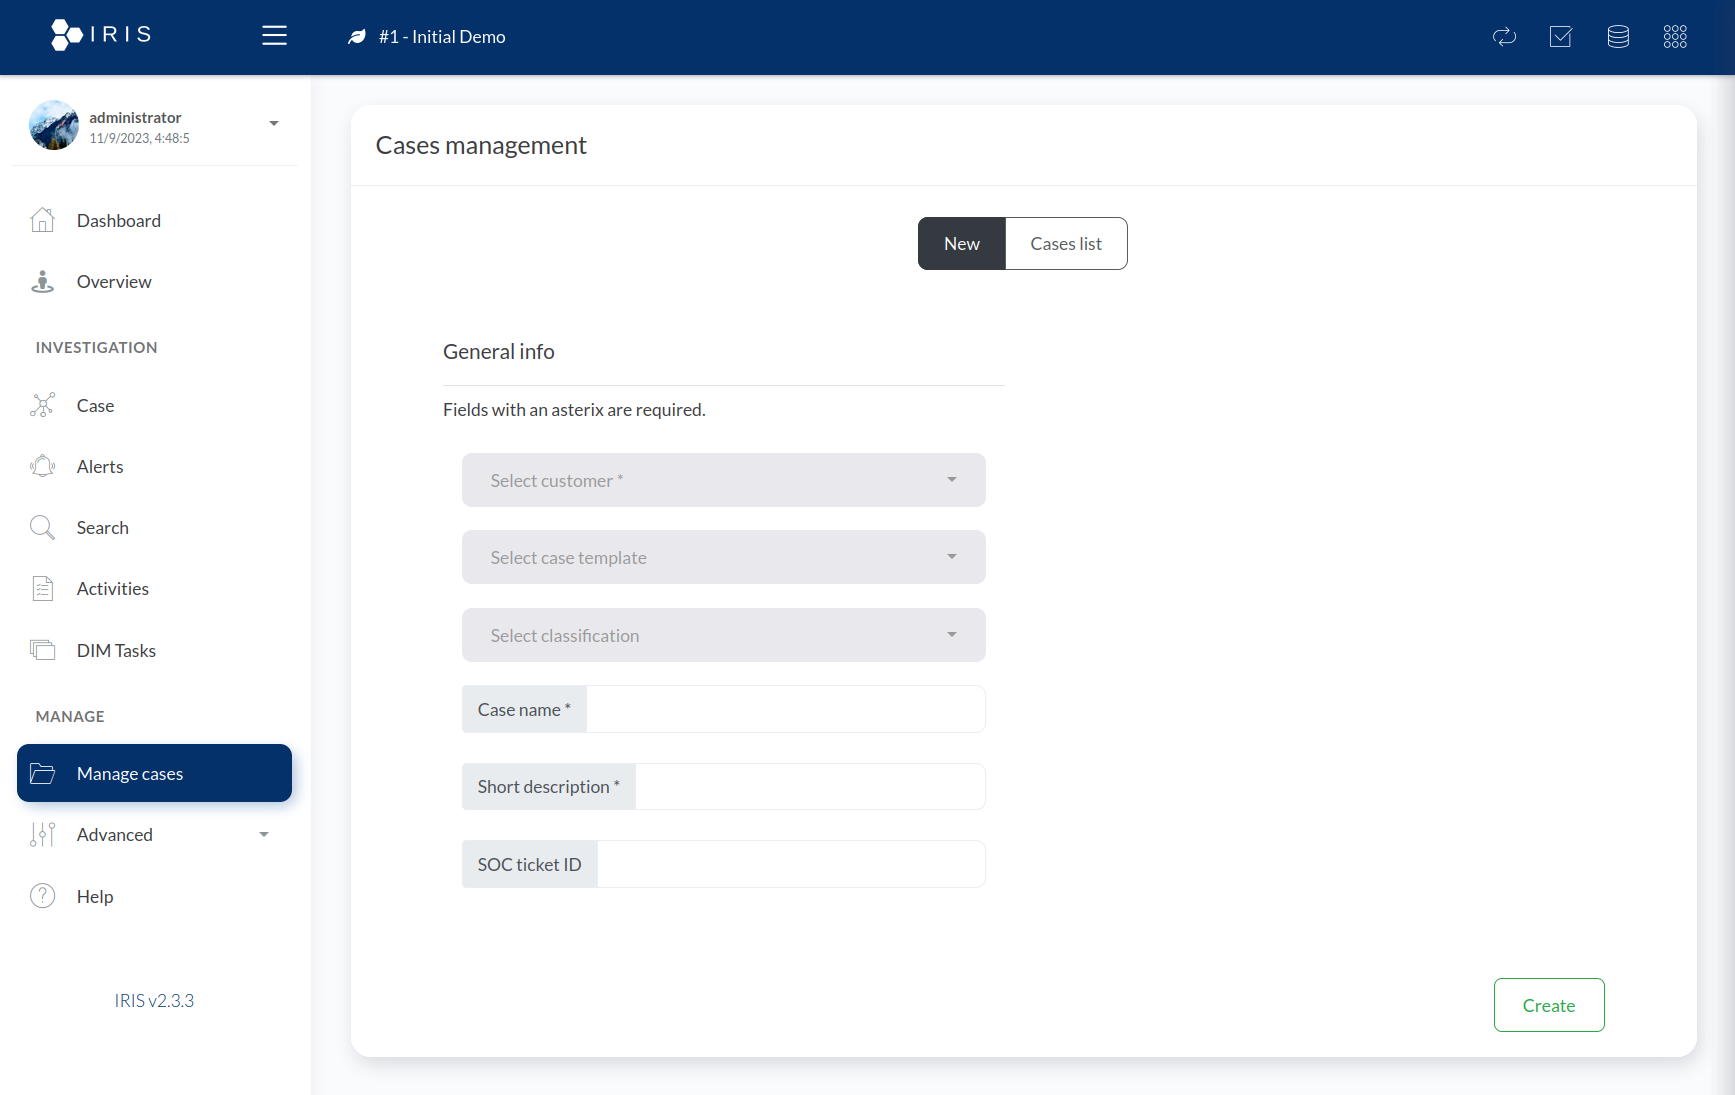 IRIS
#1 - Initial Demo
administrator
11/9/2023, 4:48:5
Dashboard
Overview
INVESTIGATION
Case
Alerts
Search
Activities
DIM Tasks
MANAGE
Manage cases
Advanced
Help
IRIS v2.3.3
Cases management
New
Cases list
General info
Fields with an asterix are required.
Select customer *
Select case template
Select classification
Case name *
Short description *
SOC ticket ID
Create